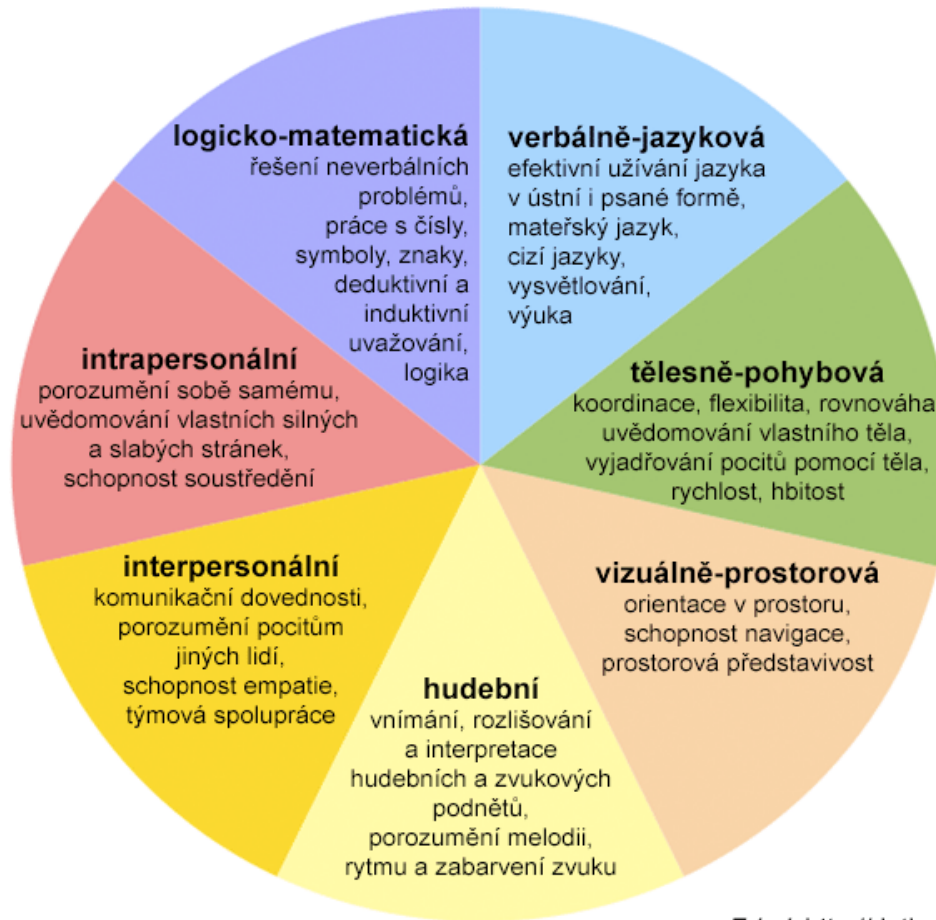 logicko-matematická
řešení neverbálních
problémů,
práce s čísly,
symboly, znaky,
deduktivní a
induktivní
uvažování,
logika
verbálně-jazyková
efektivní užívání jazyka
v ústní i psané formě,
mateřský jazyk,
cizí jazyky,
vysvětlování,
výuka
intrapersonální
porozumění sobě samému,
uvědomování vlastních silných
a slabých stránek,
schopnost soustředění
tělesně-pohybová
koordinace, flexibilita, rovnováha
uvědomování vlastního těla,
vyjadřování pocitů pomocí těla,
rychlost, hbitost
interpersonální
komunikační dovednosti,
porozumění pocitům
jiných lidí,
schopnost empatie,
týmová spolupráce
vizuálně-prostorová
orientace v prostoru,
schopnost navigace,
prostorová představivost
hudební
vnímání, rozlišování
a interpretace
hudebních a zvukových
podnětů,
porozumění melodii,
rytmu a zabarvení zvuku